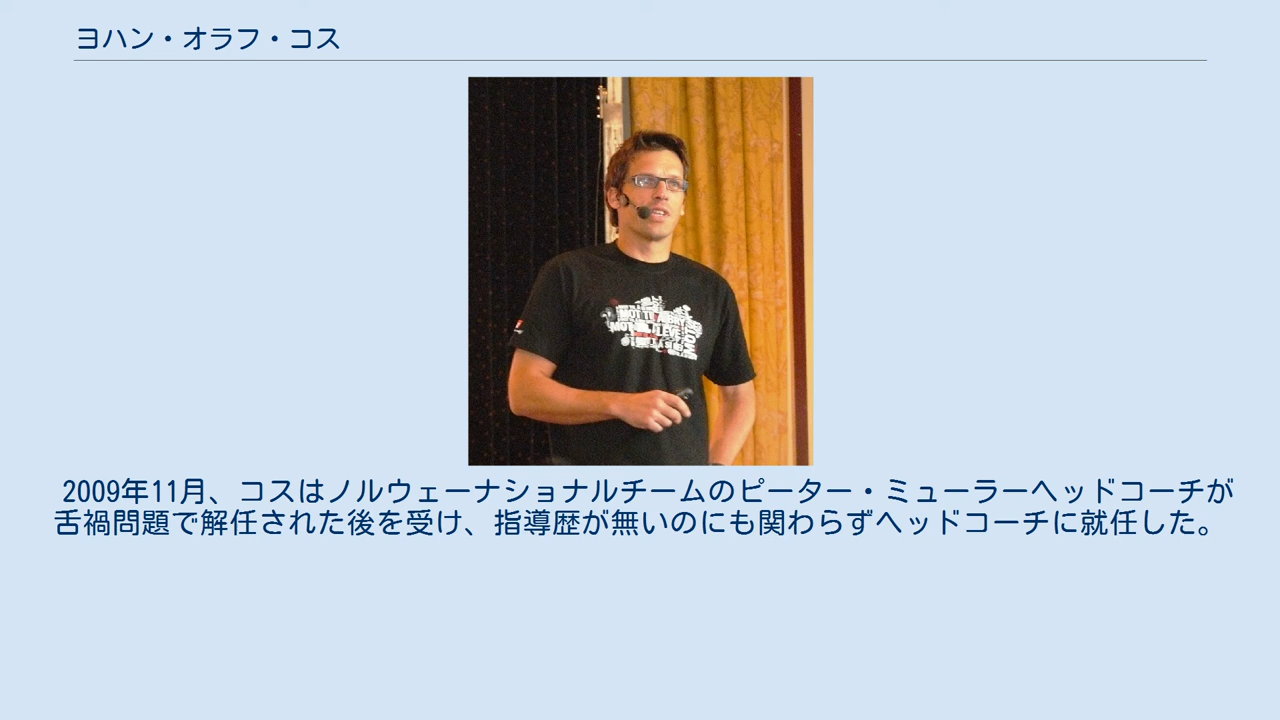 ヨハン・オラフ・コス
2009年11月、コスはノルウェーナショナルチームのピーター・ミューラーヘッドコーチが
舌禍問題で解任された後を受け、指導歴が無いのにも関わらずヘッドコーチに就任した。